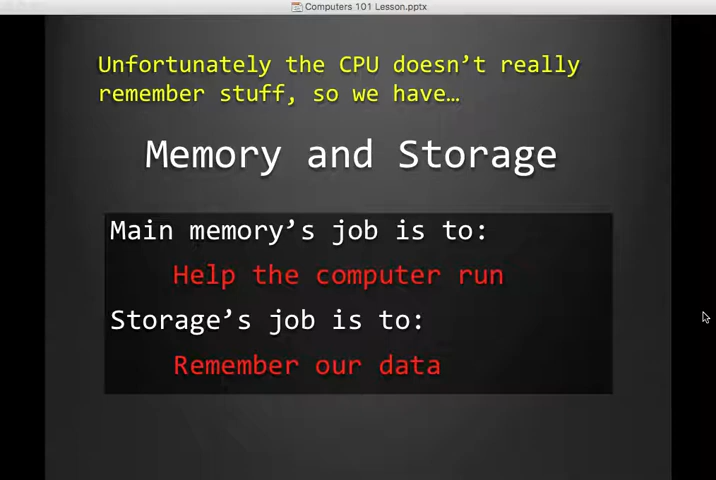 Computers 101 Lesson.pptx
Unfortunately the CPU doesn’t really
remember stuff, so we have…
Memory and Storage
Main memory’s job is to:
Help the computer run
Storage’s job is to:
Remember our data